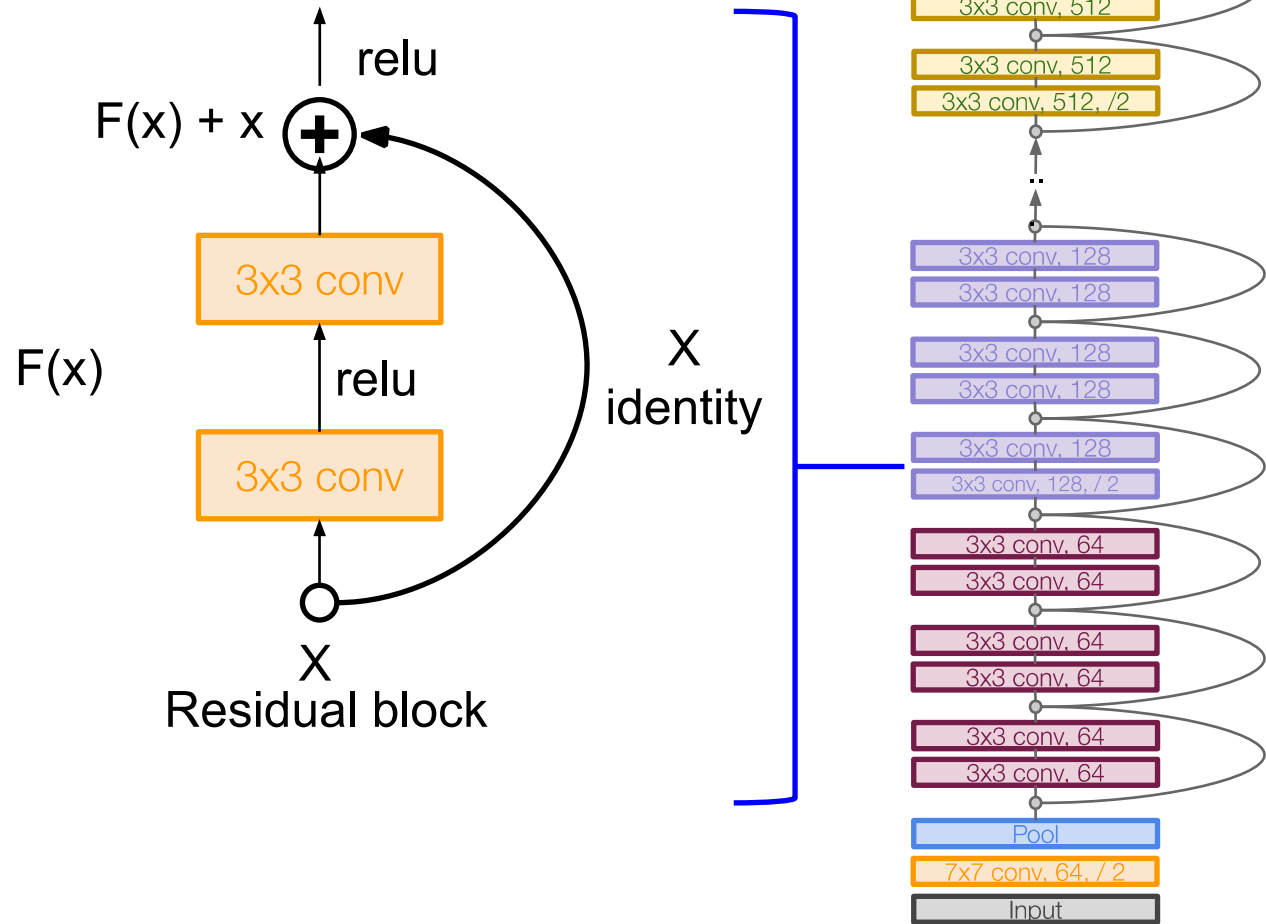 relu
F(x) + x
3x3 conv
F(x)
relu
3x3 conv
X
identity
X
Residual block
3x3 conv, 512
3x3 conv, 512
3x3 conv, 512, /2
..
3x3 conv, 128
3x3 conv, 128
3x3 conv, 128
3x3 conv, 128
3x3 conv, 128
3x3 conv, 128, / 2
3x3 conv, 64
3x3 conv, 64
3x3 conv, 64
3x3 conv, 64
3x3 conv, 64
3x3 conv, 64
Pool
7x7 conv, 64, / 2
Input